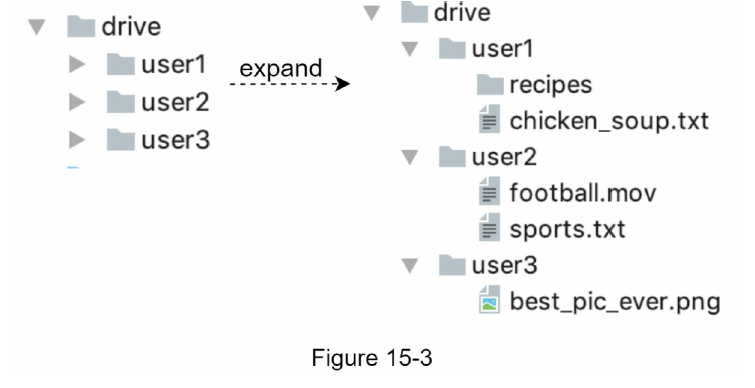 drive
user1
user2
user3
expand
drive
user1
recipes
chicken_soup.txt
user2
football.mov
sports.txt
user3
best_pic_ever.png
Figure 15-3